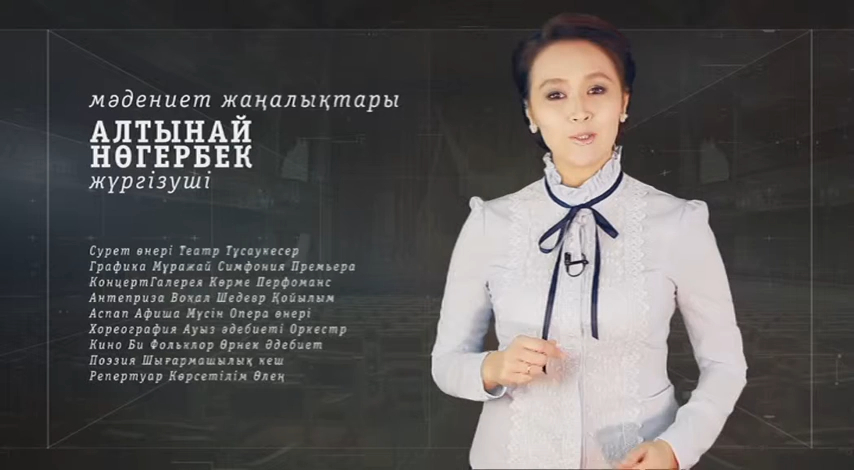 мәдениет жаңалықтары
АЛТЫНАЙ
НӨГЕРБЕК
жүргізуші
Сурет өнері Театр Тұсаукесер
Графика Мұражай Симфония Премьера
КонцертГалерея Көрме Перфоманс
Антеприза Вокал Шедевр Қойылым
Аспап Афиша Мүсін Опера өнері
Хореография Ауыз әдебиеті Оркестр
Кино Би Фольклор Өрнек Әдебиет
Поэзия Шығармашылық кеш
Репертуар Көрсетілім Өлең